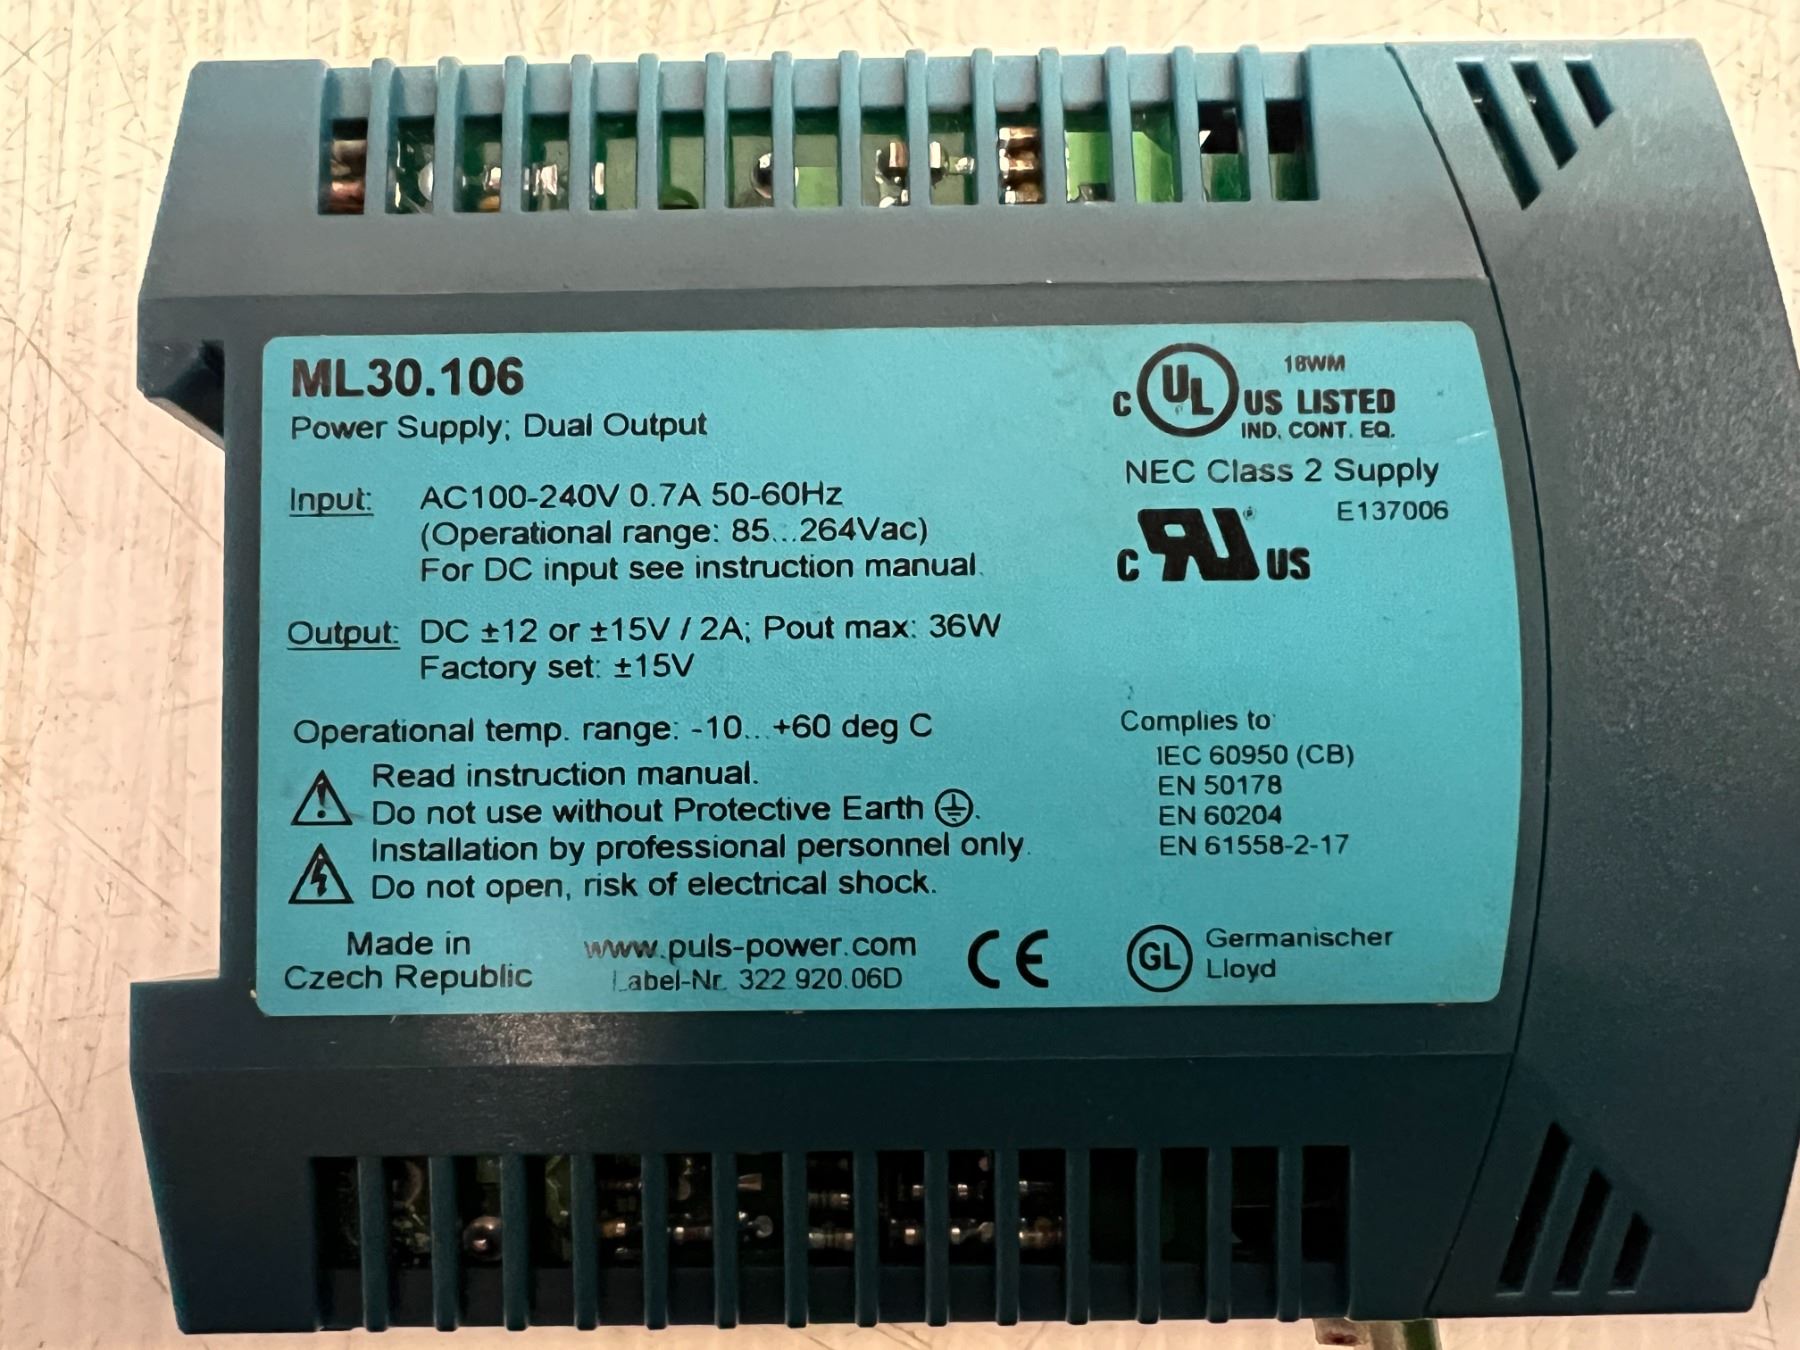 ML30.106
Power Supply; Dual Output
Input: AC100-240V 0.7A 50-60Hz
(Operational range: 85...264Vac)
For DC input see instruction manual.
Output: DC ±12 or ±15V / 2A; Pout max: 36W
Factory set: ±15V
Operational temp. range: -10...+60 deg C
Read instruction manual.
Do not use without Protective Earth.
Installation by professional personnel only.
Do not open, risk of electrical shock.
Made in
Czech Republic
www.puls-power.com
Label-Nr. 322.920.06D
CE
18WM
C UL US LISTED
IND. CONT. EQ.
NEC Class 2 Supply
E137006
C RU ® US
Complies to:
IEC 60950 (CB)
EN 50178
EN 60204
EN 61558-2-17
GL Germanischer
Lloyd